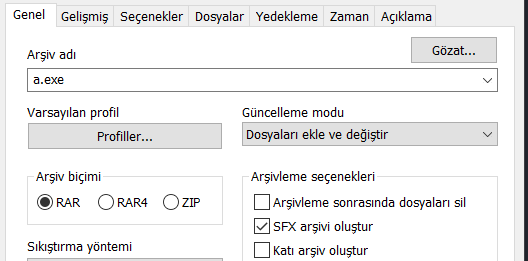 Genel Gelişmiş Seçenekler Dosyalar Yedekleme Zaman Açıklama
Arşiv adı
Gözat...
a.exe
Varsayılan profil
Profiller...
Güncelleme modu
Dosyaları ekle ve değiştir
Arşiv biçimi
RAR RAR4 ZIP
Sıkıştırma yöntemi
Arşivleme seçenekleri
Arşivleme sonrasında dosyaları sil
SFX arşivi oluştur
Katı arşiv oluştur